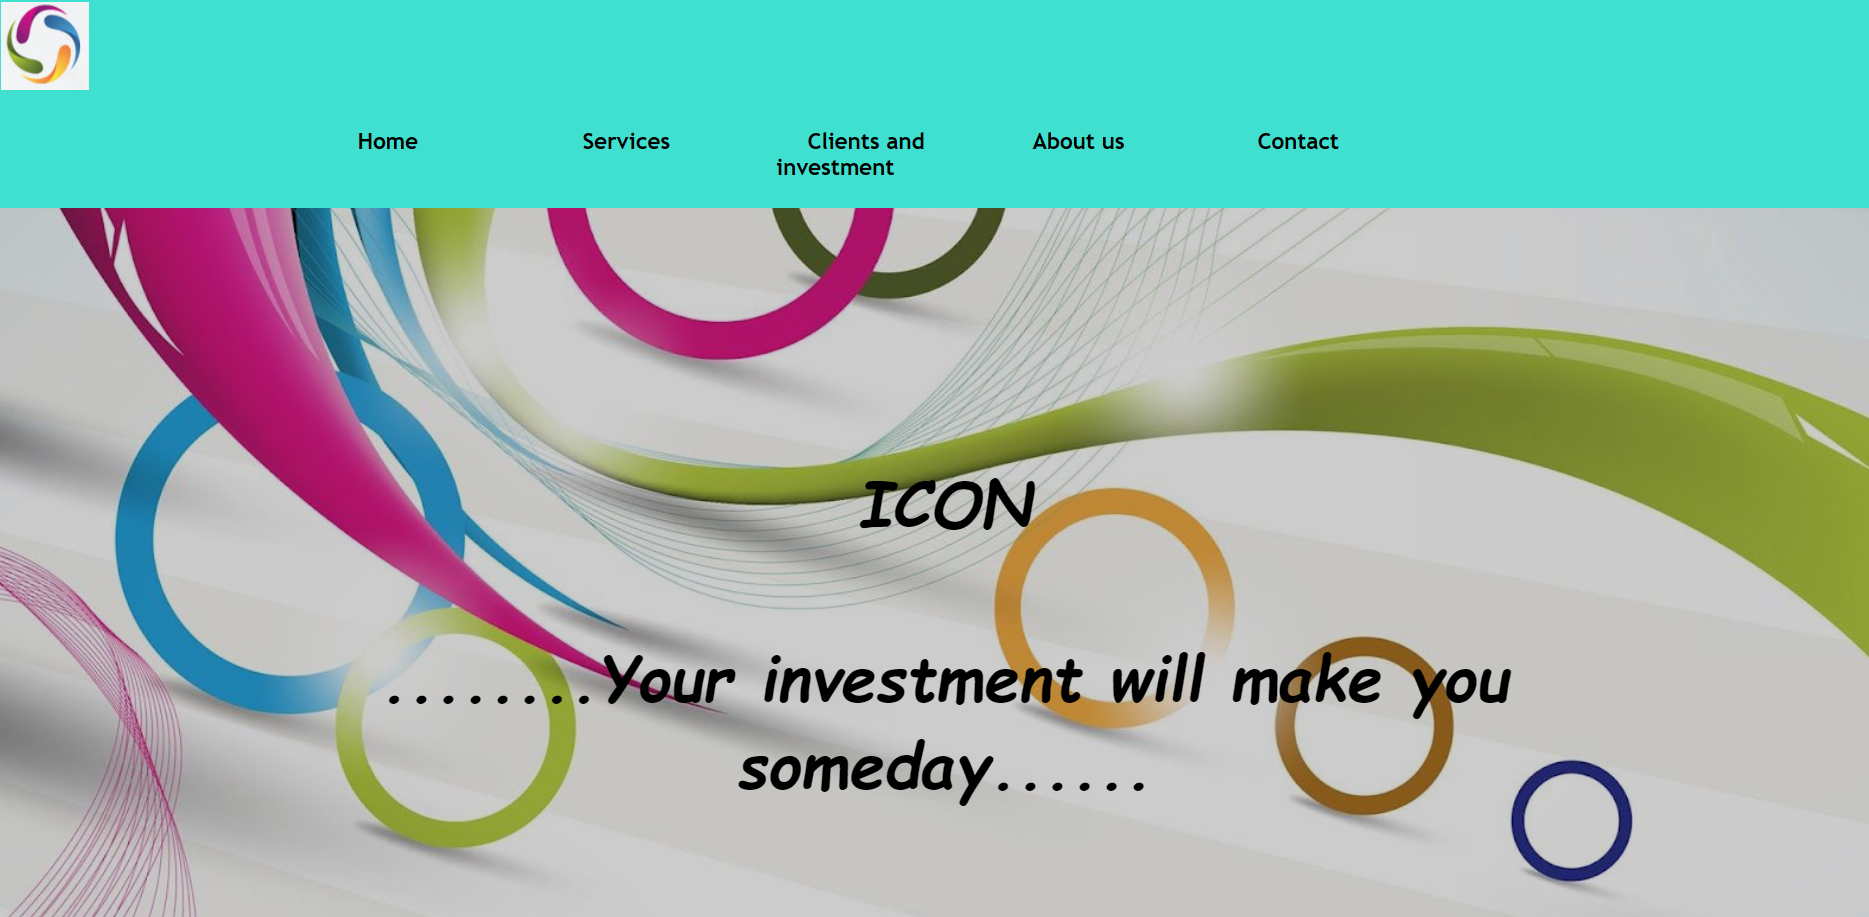 Home Services Clients and About us Contact
investment
ICON
........Your investment will make you
someday......